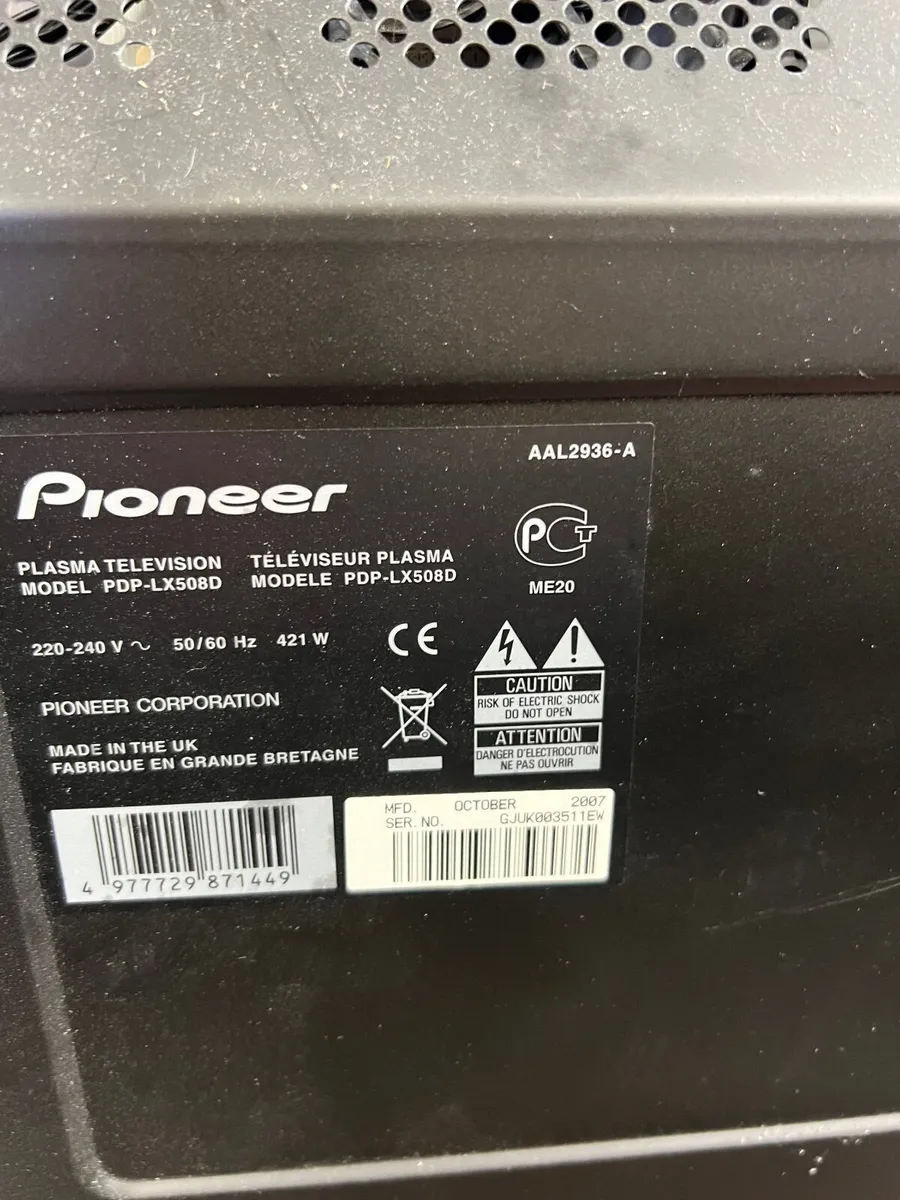 AAL2936-A
Pioneer
PLASMA TELEVISION TÉLÉVISEUR PLASMA
MODEL PDP-LX508D MODELE PDP-LX508D
PCT
ME20
220-240 V ~ 50/60 Hz 421 W
CE
PIONEER CORPORATION
CAUTION
RISK OF ELECTRIC SHOCK
DO NOT OPEN
MADE IN THE UK
FABRIQUE EN GRANDE BRETAGNE
ATTENTION
DANGER D'ELECTROCUTION
NE PAS OUVRIR
MFD. OCTOBER 2007
SER. NO. GJUK003511EW
4 977729 871449